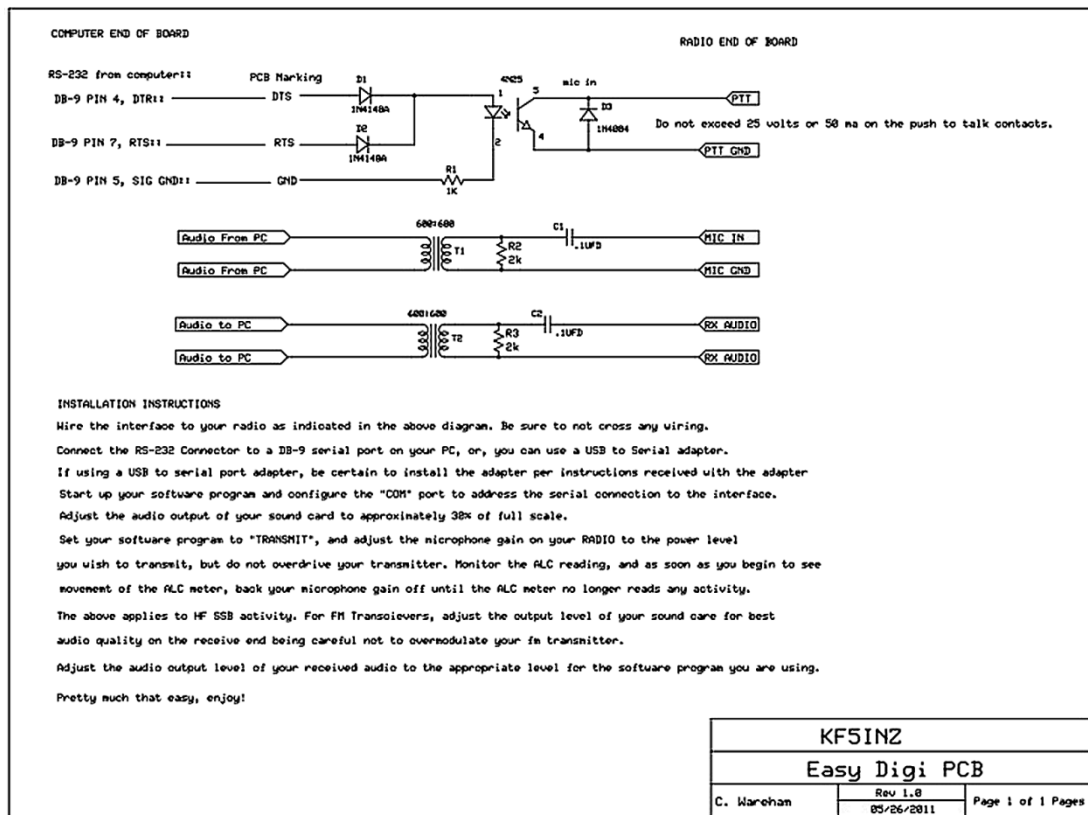 COMPUTER END OF BOARD
RADIO END OF BOARD
RS-232 from computer::
PCB Marking
D1
4N25
mic in
1
5
DB-9 PIN 4, DTR::
DTS
PTT
1N4148A
D3
D2
1N4004
Do not exceed 25 volts or 50 ma on the push to talk contacts.
DB-9 PIN 7, RTS::
RTS
4
2
PTT GND
1N4148A
R1
DB-9 PIN 5, SIG GND::
GND
1K
600:600
C1
Audio From PC
MIC IN
.1UFD
T1
R2
2k
Audio From PC
MIC GND
600:600
C2
Audio to PC
RX AUDIO
.1UFD
T2
R3
2k
Audio to PC
RX AUDIO
INSTALLATION INSTRUCTIONS
Wire the interface to your radio as indicated in the above diagram. Be sure to not cross any wiring.
Connect the RS-232 Connector to a DB-9 serial port on your PC, or, you can use a USB to Serial adapter.
If using a USB to serial port adapter, be certain to install the adapter per instructions received with the adapter
Start up your software program and configure the "COM" port to address the serial connection to the interface.
Adjust the audio output of your sound card to approximately 30% of full scale.
Set your software program to "TRANSMIT", and adjust the microphone gain on your RADIO to the power level
you wish to transmit, but do not overdrive your transmitter. Monitor the ALC reading, and as soon as you begin to see
movement of the ALC meter, back your microphone gain off until the ALC meter no longer reads any activity.
The above applies to HF SSB activity. For FM Transcievers, adjust the output level of your sound care for best
audio quality on the receive end being careful not to overmodulate your fm transmitter.
Adjust the audio output level of your received audio to the appropriate level for the software program you are using.
Pretty much that easy, enjoy!
KF5INZ
Easy Digi PCB
C. Wareham
Rev 1.0
05/26/2011
Page 1 of 1 Pages